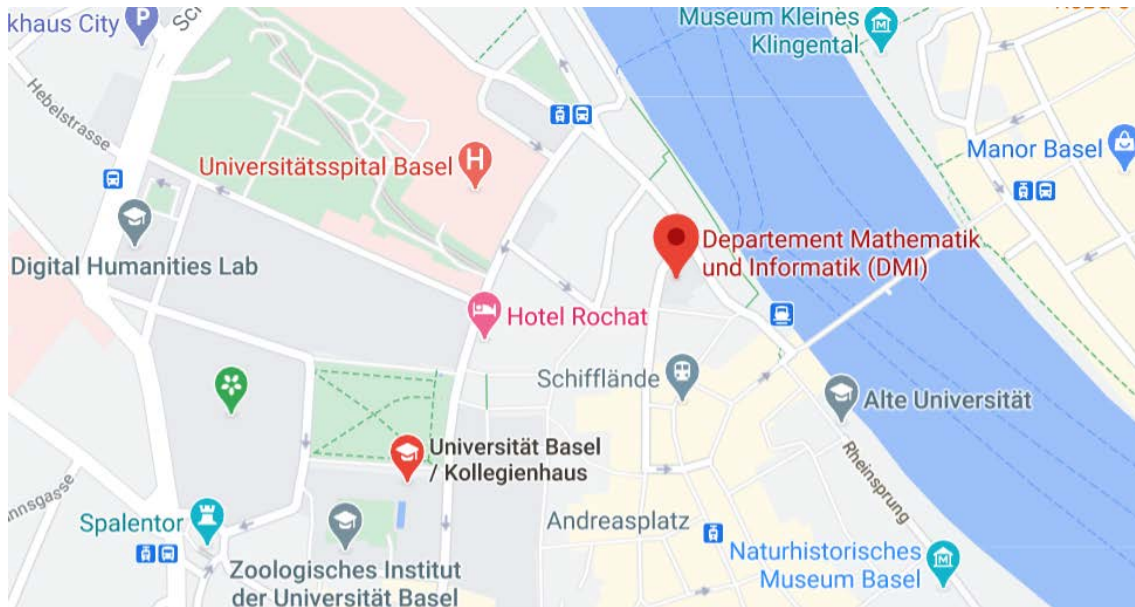 khaus City
P
Museum Kleines
Klingental
Hebelstrasse
Universitätsspital Basel
H
Manor Basel
Digital Humanities Lab
Departement Mathematik
und Informatik (DMI)
Hotel Rochat
Schifflände
Alte Universität
Universität Basel
/ Kollegienhaus
Rheinsprung
nnsgasse
Spalentor
Andreasplatz
Zoologisches Institut
der Universität Basel
Naturhistorisches
Museum Basel
M
M